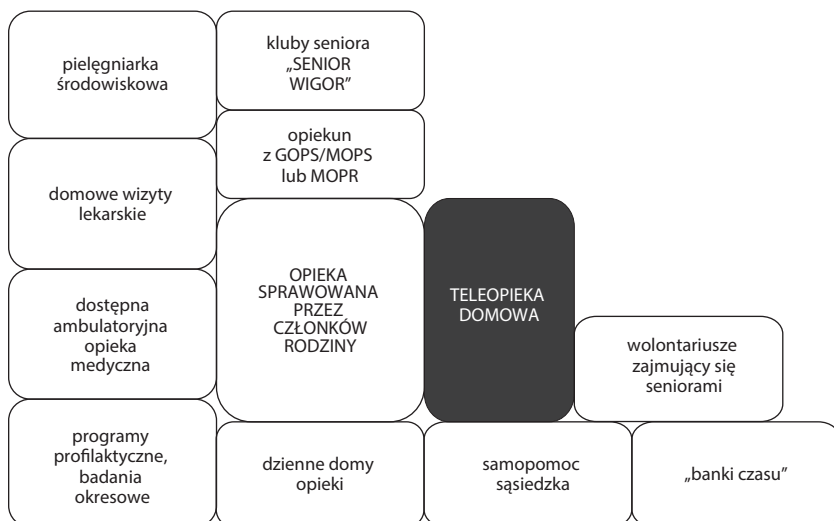 pielęgniarka
środowiskowa
kluby seniora
„SENIOR
WIGOR”
opiekun
z GOPS/MOPS
lub MOPR
domowe wizyty
lekarskie
OPIEKA
SPRAWOWANA
PRZEZ
CZŁONKÓW
RODZINY
TELEOPIEKA
DOMOWA
dostępna
ambulatoryjna
opieka
medyczna
wolontariusze
zajmujący się
seniorami
programy
profilaktyczne,
badania
okresowe
dzienne domy
opieki
samopomoc
sąsiedzka
„banki czasu”